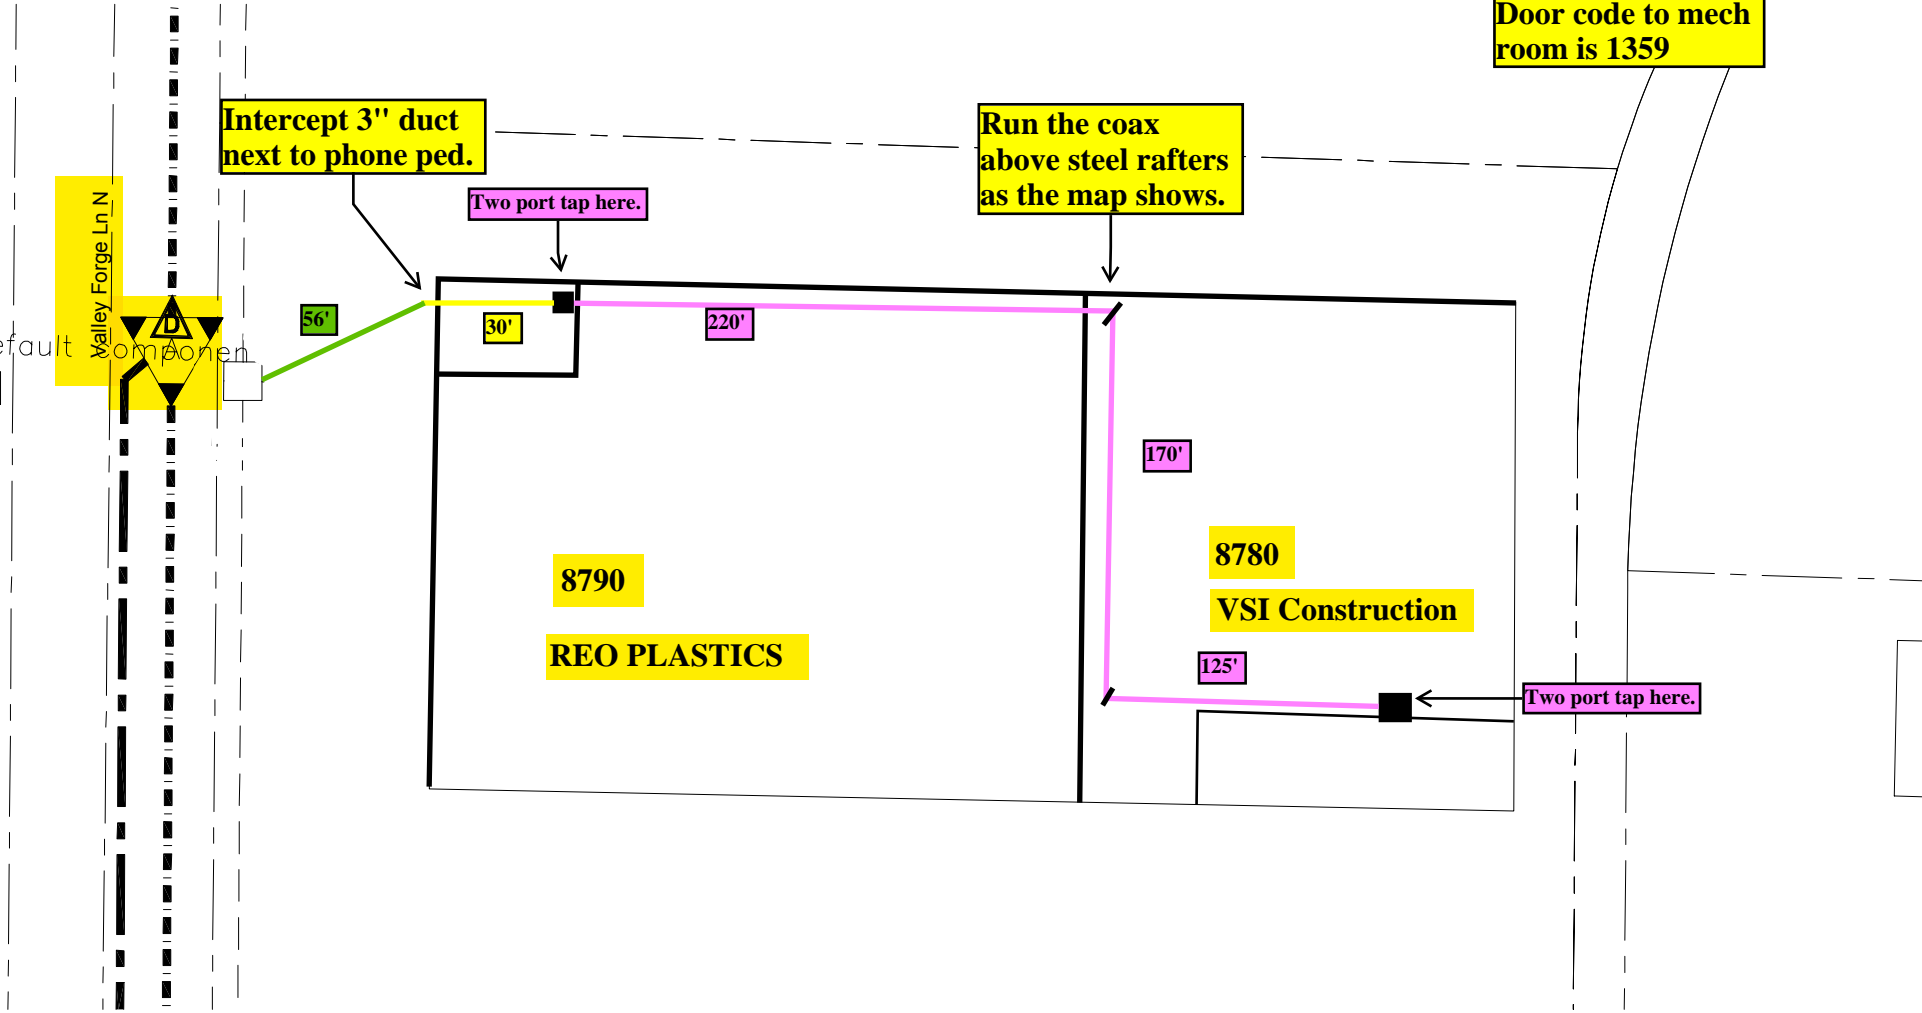 Door code to mech
room is 1359
Intercept 3" duct
next to phone ped.
Run the coax
above steel rafters
as the map shows.
Two port tap here.
Valley Forge Ln N
D
56'
30'
220'
efault Componen
170'
8790
8780
VSI Construction
REO PLASTICS
125'
Two port tap here.